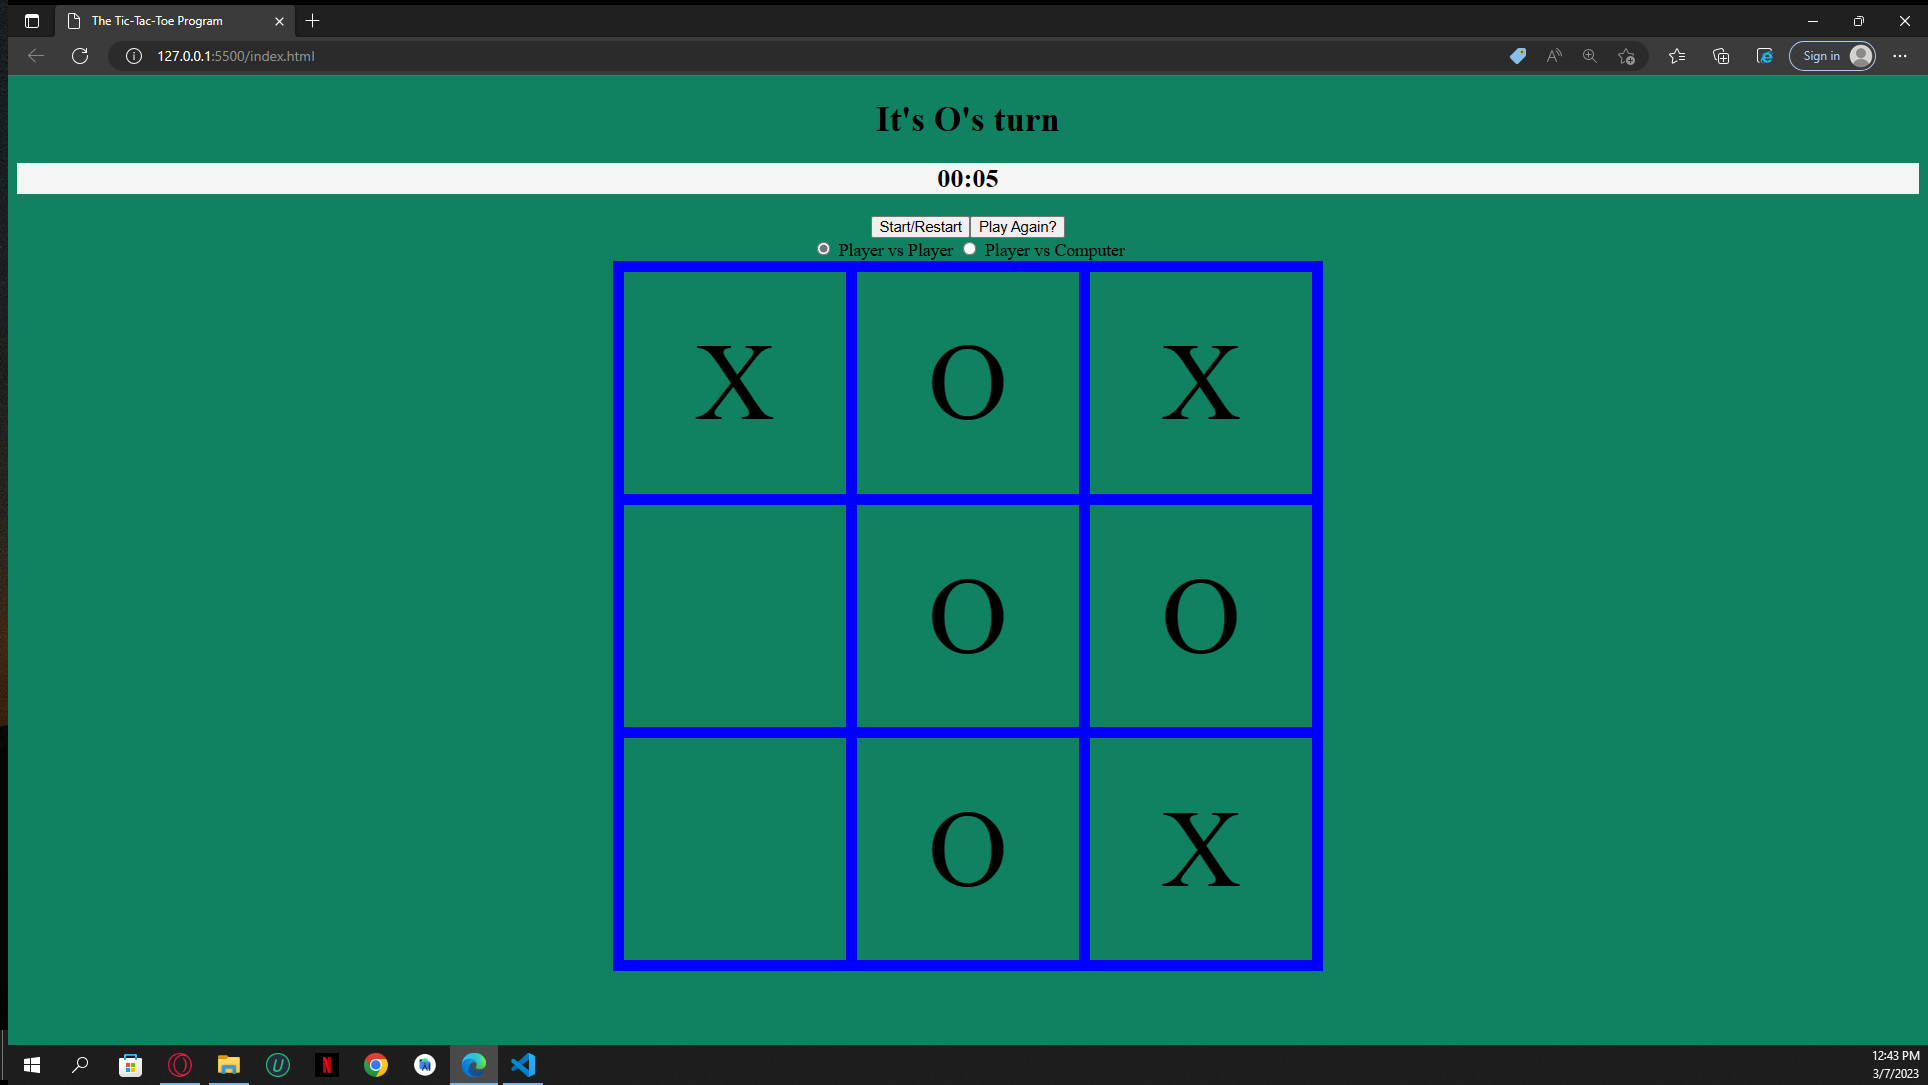 The Tic-Tac-Toe Program
127.0.0.1:5500/index.html
Sign in
It's O's turn
00:05
Start/Restart Play Again?
Player vs Player Player vs Computer
X O X
O O
O X
12:43 PM
3/7/2023